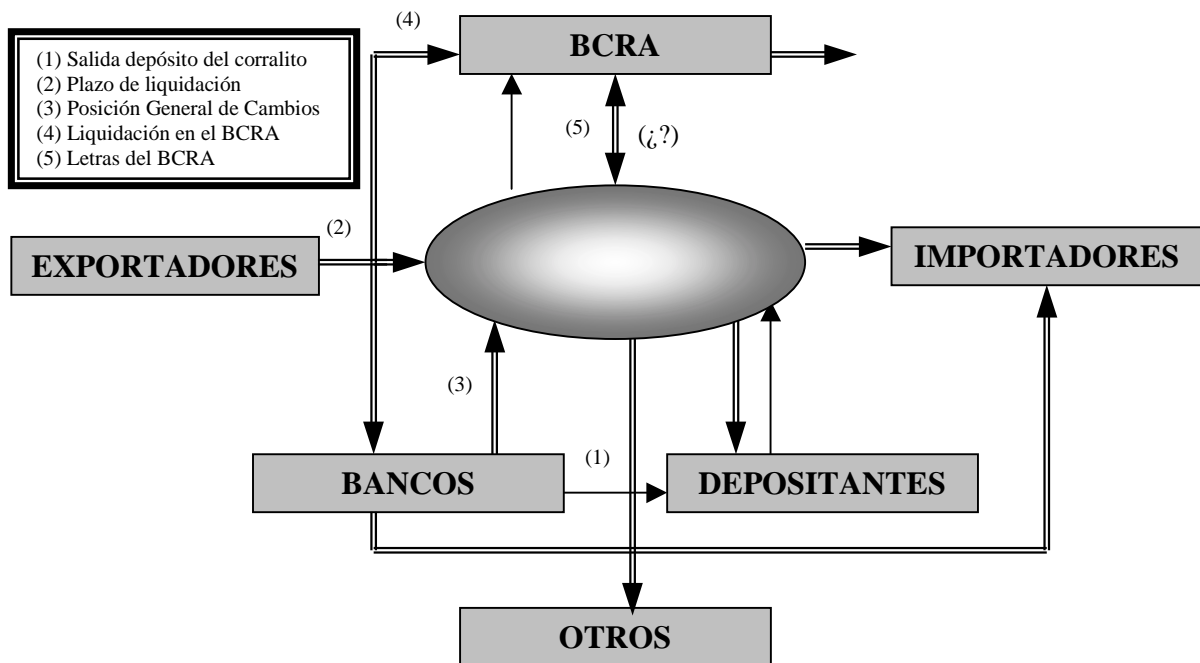 (4)
BCRA
(1) Salida depósito del corralito
(2) Plazo de liquidación
(3) Posición General de Cambios
(4) Liquidación en el BCRA
(5) Letras del BCRA
(5)
(¿?)
(2)
EXPORTADORES
IMPORTADORES
(3)
(1)
BANCOS
DEPOSITANTES
OTROS